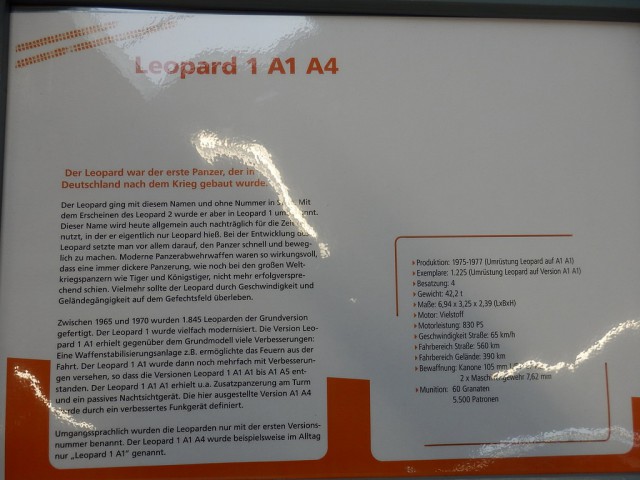 Leopard 1 A1 A4
Der Leopard war der erste Panzer, der in
Deutschland nach dem Krieg gebaut wurde.
Der Leopard ging mit diesem Namen und ohne Nummer in Mit
dem Erscheinen des Leopard 2 wurde er aber in Leopard 1
Dieser Name wird heute allgemein auch nachträglich für die Zeit
nutzt, in der er eigentlich nur Leopard hieß. Bei der Entwicklung des
Leopard setzte man vor allem darauf, den Panzer schnell und beweg-
lich zu machen. Moderne Panzerabwehrwaffen waren so wirkungsvoll,
dass eine immer dickere Panzerung, wie noch bei den großen Welt-
kriegspanzern wie Tiger und Königstiger, nicht mehr erfolgverspre-
chend schien. Vielmehr sollte der Leopard durch Geschwindigkeit und
Geländegängigkeit auf dem Gefechtsfeld überleben.
Zwischen 1965 und 1970 wurden 1.845 Leoparden der Grundversion
gefertigt. Der Leopard 1 wurde vielfach modernisiert. Die Version Leo-
pard 1 A1 erhielt gegenüber dem Grundmodell viele Verbesserungen:
Eine Waffenstabilisierungsanlage z.B. ermöglichte das Feuern aus der
Fahrt. Der Leopard 1 A1 wurde dann noch mehrfach mit Verbesserun-
gen versehen, so dass die Versionen Leopard 1 A1 A1 bis A1 A5 ent-
standen. Der Leopard 1 A1 A1 erhielt u.a. Zusatzpanzerung am Turm
und ein passives Nachtsichtgerät. Die hier ausgestellte Version A1 A4
wurde durch ein verbessertes Funkgerät definiert.
Umgangssprachlich wurden die Leoparden nur mit der ersten Versions-
nummer benannt. Der Leopard 1 A1 A4 wurde beispielsweise im Alltag
nur „Leopard 1 A1" genannt.
Produktion: 1975-1977 (Umrüstung Leopard auf A1 A1)
Exemplare: 1.225 (Umrüstung Leopard auf Version A1 A1)
Besatzung: 4
Gewicht: 42,2 t
Maße: 6,94 x 3,25 x 2,39 (LxBxH)
Motor: Vielstoff
Motorleistung: 830 PS
Geschwindigkeit Straße: 65 km/h
Fahrbereich Straße: 560 km
Fahrbereich Gelände: 390 km
Bewaffnung: Kanone 105 mm
2 x Maschinengewehr 7,62 mm
Munition: 60 Granaten
5.500 Patronen